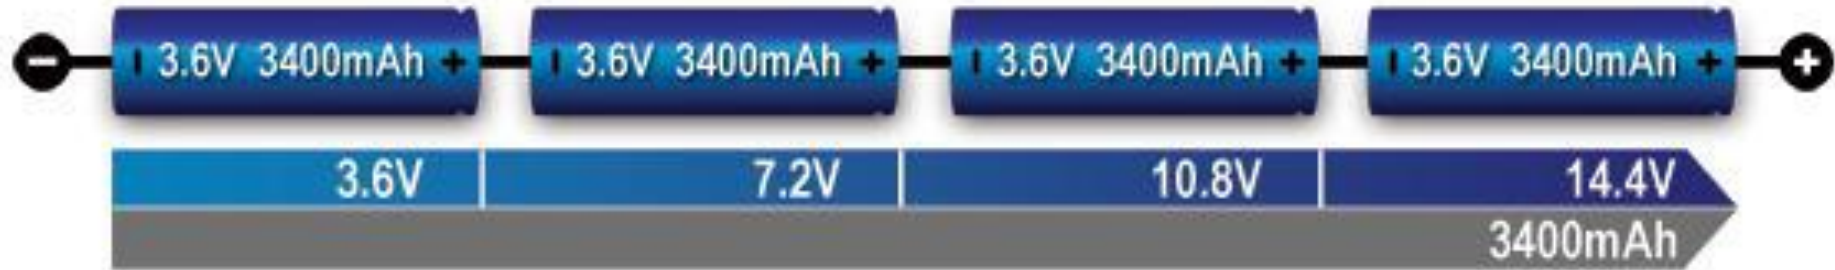 − 3.6V 3400mAh + − 3.6V 3400mAh + − 3.6V 3400mAh + − 3.6V 3400mAh +
3.6V 7.2V 10.8V 14.4V
3400mAh